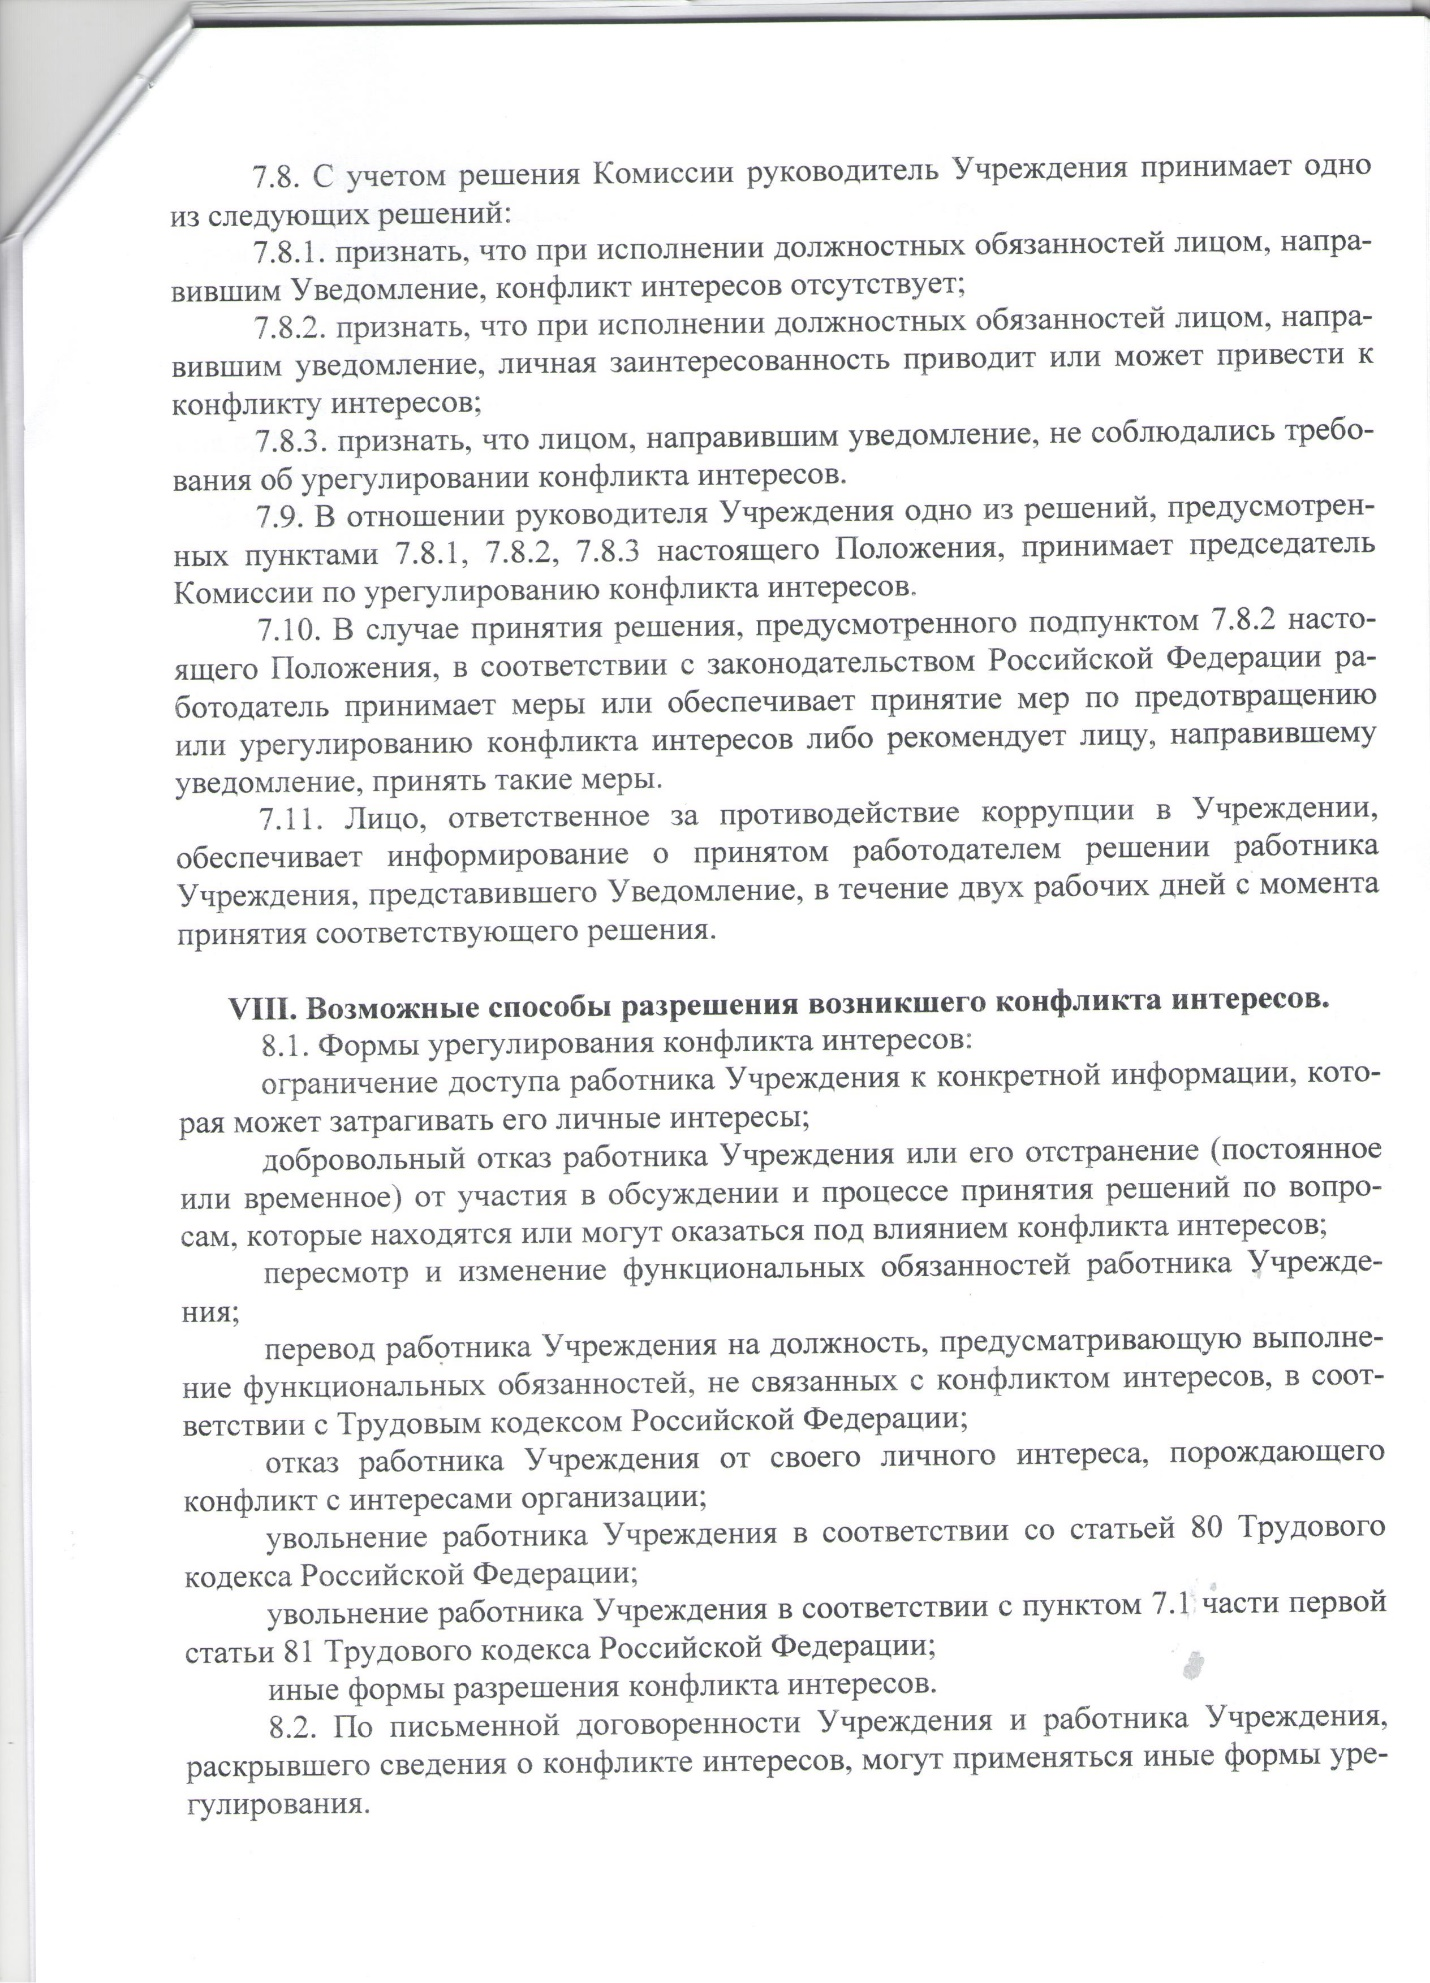 7.8. С учетом решения Комиссии руководитель Учреждения принимает одно
из следующих решений:
7.8.1. признать, что при исполнении должностных обязанностей лицом, напра-
вившим Уведомление, конфликт интересов отсутствует;
7.8.2. признать, что при исполнении должностных обязанностей лицом, напра-
вившим уведомление, личная заинтересованность приводит или может привести к
конфликту интересов;
7.8.3. признать, что лицом, направившим уведомление, не соблюдались требо-
вания об урегулировании конфликта интересов.
7.9. В отношении руководителя Учреждения одно из решений, предусмотрен-
ных пунктами 7.8.1, 7.8.2, 7.8.3 настоящего Положения, принимает председатель
Комиссии по урегулированию конфликта интересов.
7.10. В случае принятия решения, предусмотренного подпунктом 7.8.2 насто-
ящего Положения, в соответствии с законодательством Российской Федерации ра-
ботодатель принимает меры или обеспечивает принятие мер по предотвращению
или урегулированию конфликта интересов либо рекомендует лицу, направившему
уведомление, принять такие меры.
7.11. Лицо, ответственное за противодействие коррупции в Учреждении,
обеспечивает информирование о принятом работодателем решении работника
Учреждения, представившего Уведомление, в течение двух рабочих дней с момента
принятия соответствующего решения.
VIII. Возможные способы разрешения возникшего конфликта интересов.
8.1. Формы урегулирования конфликта интересов:
ограничение доступа работника Учреждения к конкретной информации, кото-
рая может затрагивать его личные интересы;
добровольный отказ работника Учреждения или его отстранение (постоянное
или временное) от участия в обсуждении и процессе принятия решений по вопро-
сам, которые находятся или могут оказаться под влиянием конфликта интересов;
пересмотр и изменение функциональных обязанностей работника Учрежде-
ния;
перевод работника Учреждения на должность, предусматривающую выполне-
ние функциональных обязанностей, не связанных с конфликтом интересов, в соот-
ветствии с Трудовым кодексом Российской Федерации;
отказ работника Учреждения от своего личного интереса, порождающего
конфликт с интересами организации;
увольнение работника Учреждения в соответствии со статьей 80 Трудового
кодекса Российской Федерации;
увольнение работника Учреждения в соответствии с пунктом 7.1 части первой
статьи 81 Трудового кодекса Российской Федерации;
иные формы разрешения конфликта интересов.
8.2. По письменной договоренности Учреждения и работника Учреждения,
раскрывшего сведения о конфликте интересов, могут применяться иные формы уре-
гулирования.